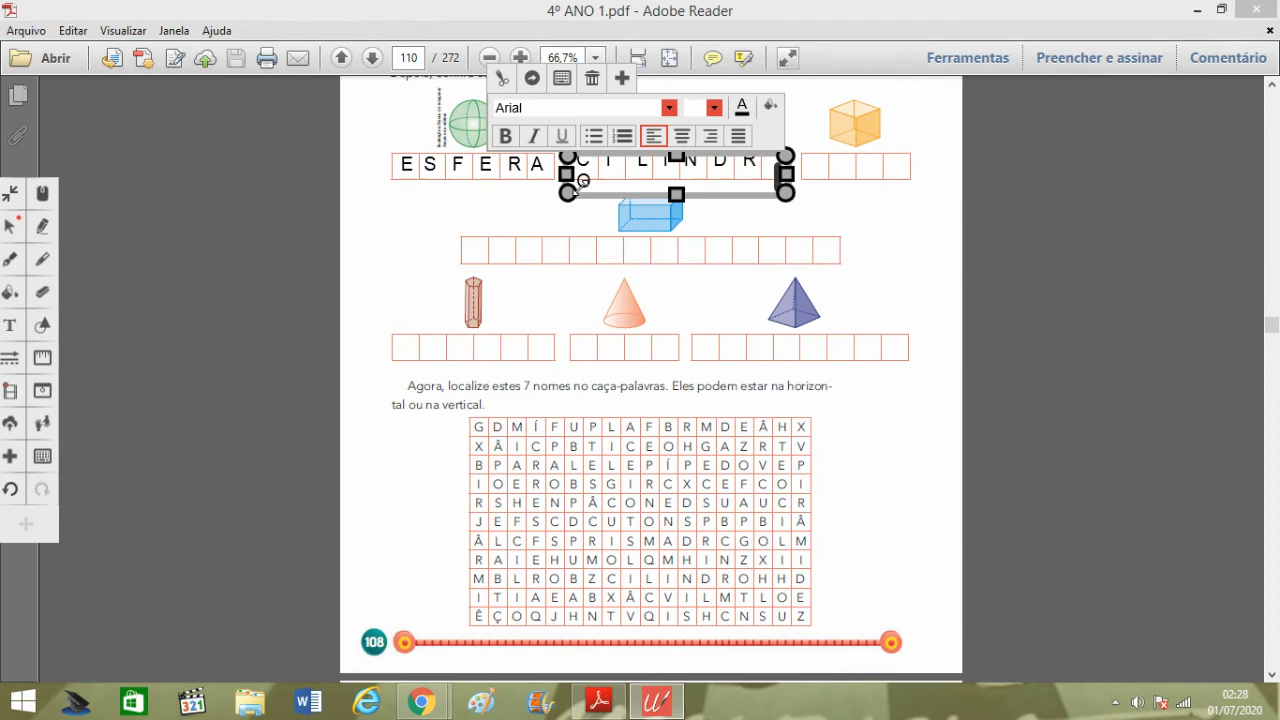 4º ANO 1.pdf - Adobe Reader
Arquivo Editar Visualizar Janela Ajuda
Abrir 110 / 272 66,7% Ferramentas Preencher e assinar Comentário
Arial
E S F E R A C I L I N D R
O
Agora, localize estes 7 nomes no caça-palavras. Eles podem estar na horizon-
tal ou na vertical.
G D M Í F U P L A F B R M D E Â H X
X Â I C P B T I C E O H G A Z R T V
B P A R A L E L E P Í P E D O V E P
I O E R O B S G I R C X C E F C O I
R S H E N P Â C O N E D S U A U C R
J E F S C D C U T O N S P B P B I Â
Â L C F S P R I S M A D R C G O L M
R A I E H U M O L Q M H I N Z X I I
M B L R O B Z C I L I N D R O H H D
I T I A E A B X Â C V I L M T L O E
Ê Ç O Q J H N T V Q I S H C N S U Z
108
02:28
01/07/2020